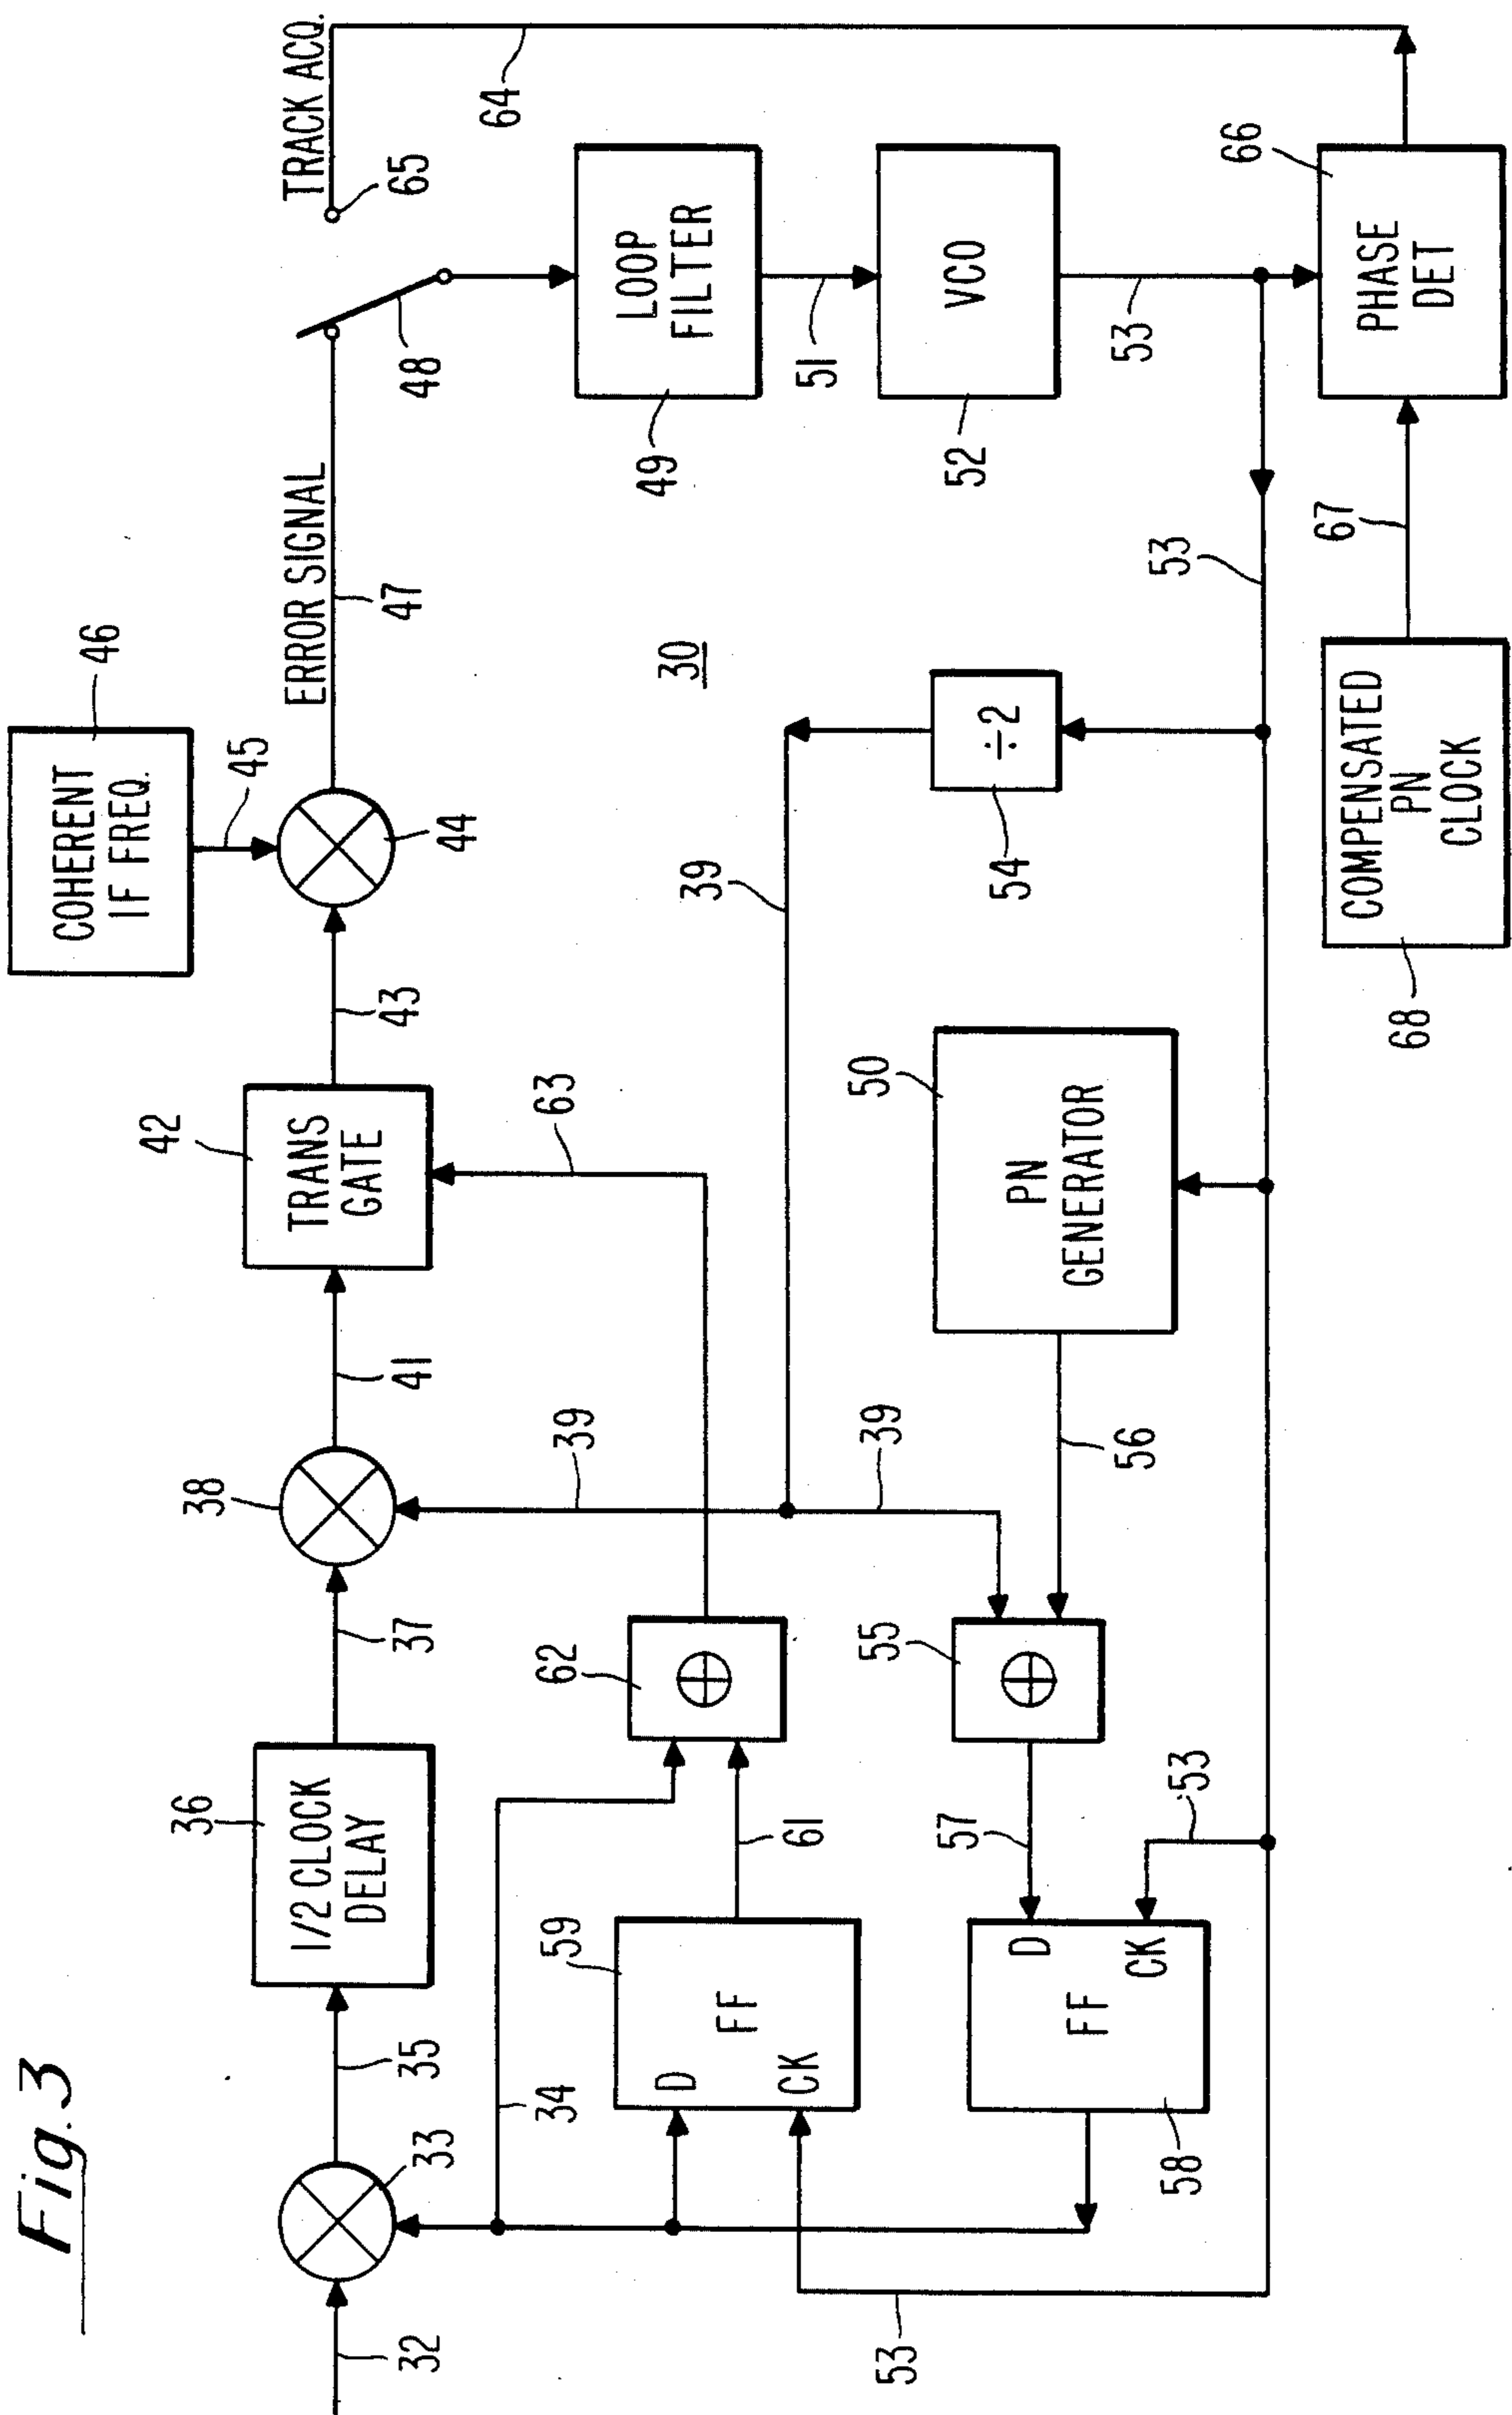 Fig. 3
32
33
35
36
1/2 CLOCK
DELAY
37
38
41
42
TRANS
GATE
43
44
45
COHERENT
IF FREQ.
46
ERROR SIGNAL
47
48
TRACK ACQ.
65
64
34
59
D
FF
CK
61
62
⊕
63
39
39
39
30
LOOP
FILTER
49
51
VCO
52
53
53
÷2
54
50
PN
GENERATOR
56
55
⊕
57
58
D
FF
CK
53
53
66
PHASE
DET
67
COMPENSATED
PN
CLOCK
68